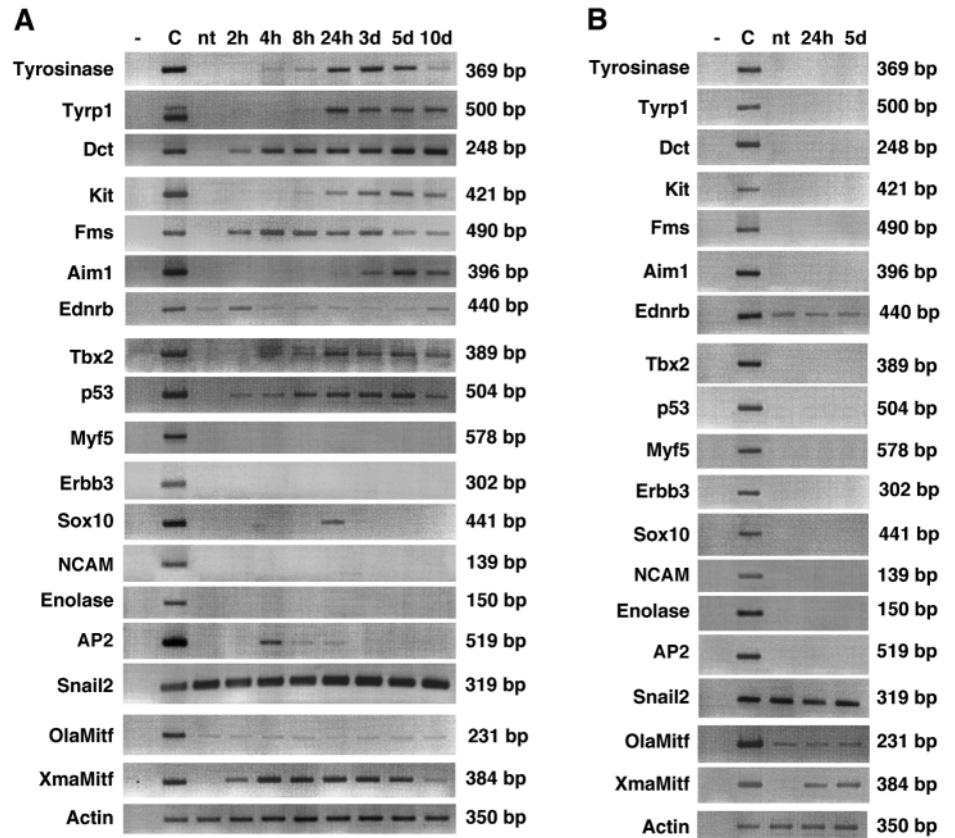 A
- C nt 2h 4h 8h 24h 3d 5d 10d
Tyrosinase 369 bp
Tyrp1 500 bp
Dct 248 bp
Kit 421 bp
Fms 490 bp
Aim1 396 bp
Ednrb 440 bp
Tbx2 389 bp
p53 504 bp
Myf5 578 bp
Erbb3 302 bp
Sox10 441 bp
NCAM 139 bp
Enolase 150 bp
AP2 519 bp
Snail2 319 bp
OlaMitf 231 bp
XmaMitf 384 bp
Actin 350 bp
B
- C nt 24h 5d
Tyrosinase 369 bp
Tyrp1 500 bp
Dct 248 bp
Kit 421 bp
Fms 490 bp
Aim1 396 bp
Ednrb 440 bp
Tbx2 389 bp
p53 504 bp
Myf5 578 bp
Erbb3 302 bp
Sox10 441 bp
NCAM 139 bp
Enolase 150 bp
AP2 519 bp
Snail2 319 bp
OlaMitf 231 bp
XmaMitf 384 bp
Actin 350 bp